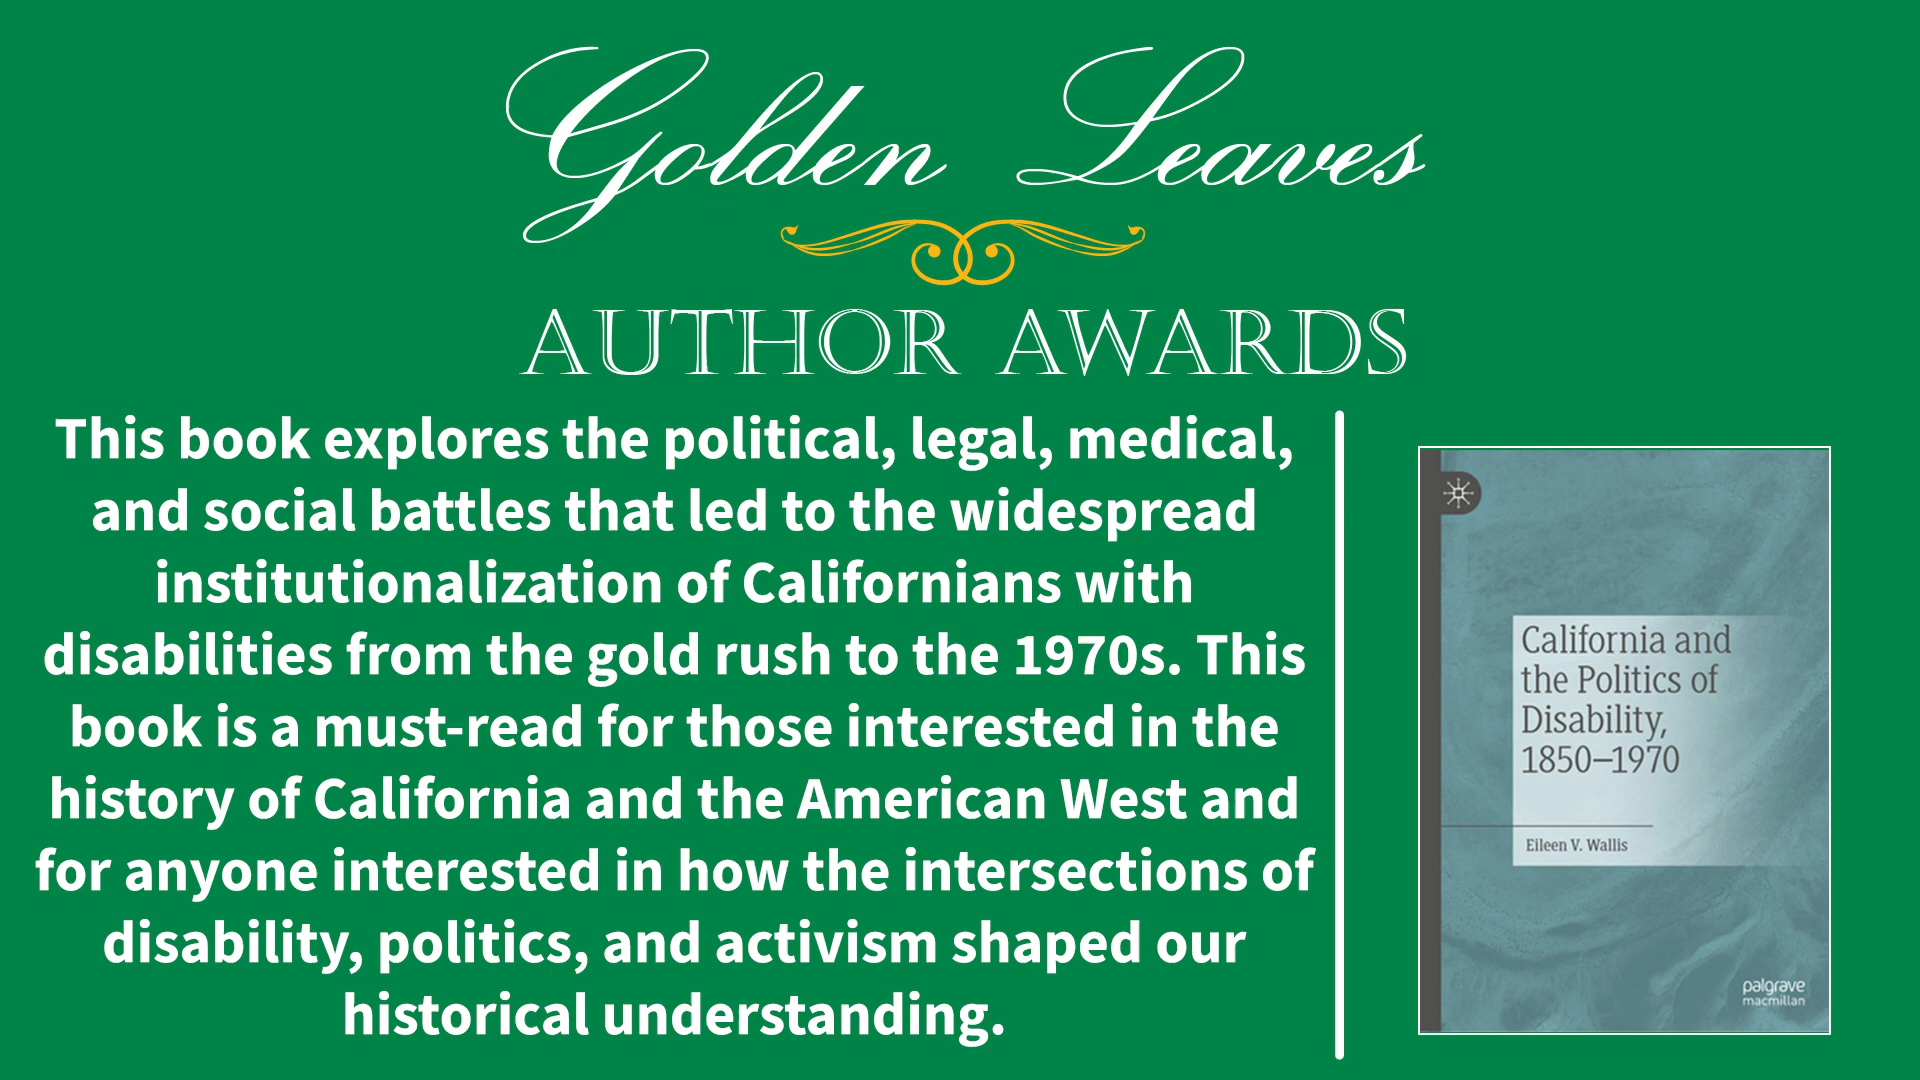 Golden Leaves
AUTHOR AWARDS
This book explores the political, legal, medical,
and social battles that led to the widespread
institutionalization of Californians with
disabilities from the gold rush to the 1970s. This
book is a must-read for those interested in the
history of California and the American West and
for anyone interested in how the intersections of
disability, politics, and activism shaped our
historical understanding.
California and
the Politics of
Disability,
1850–1970
Eileen V. Wallis
palgrave
macmillan